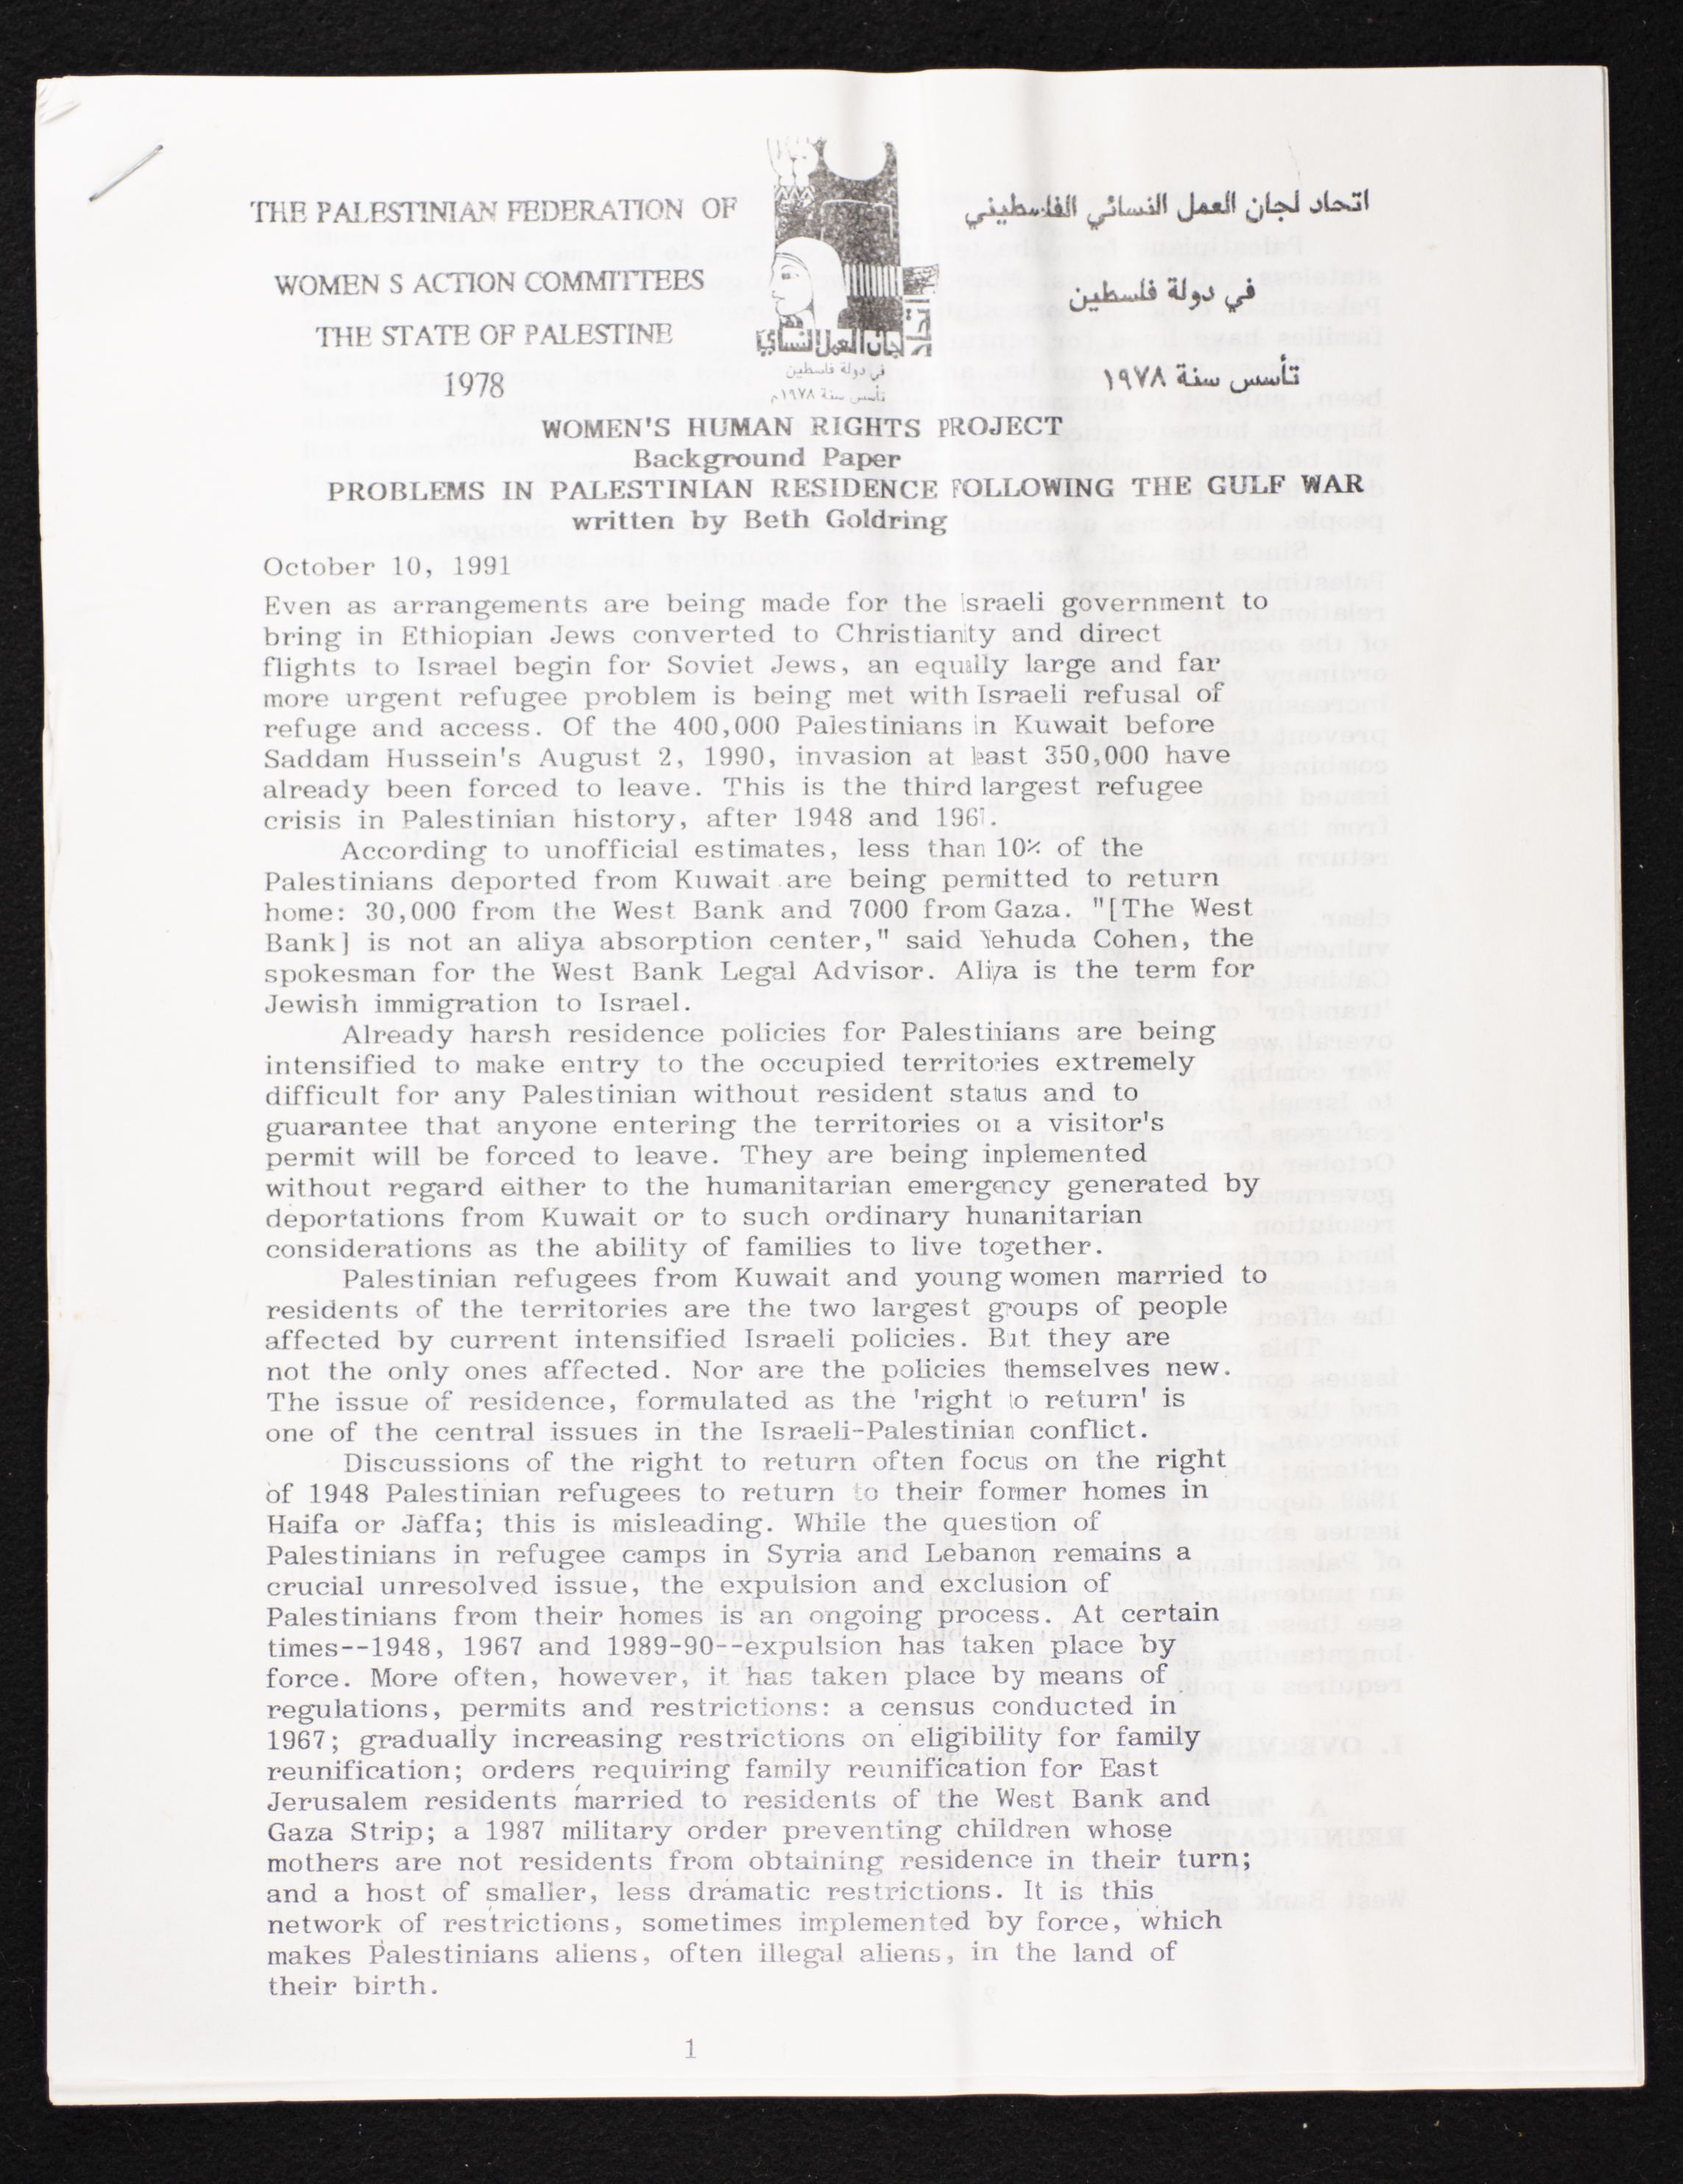 THE PALESTINIAN FEDERATION OF
WOMEN S ACTION COMMITTEES
THE STATE OF PALESTINE
1978
اتحاد لجان العمل النسائي الفلسطيني
في دولة فلسطين
تأسس سنة ١٩٧٨
لجان العمل النسائي
في دولة فلسطين
تأسس سنة ١٩٧٨م
WOMEN'S HUMAN RIGHTS PROJECT
Background Paper
PROBLEMS IN PALESTINIAN RESIDENCE FOLLOWING THE GULF WAR
written by Beth Goldring
October 10, 1991
Even as arrangements are being made for the Israeli government to
bring in Ethiopian Jews converted to Christianity and direct
flights to Israel begin for Soviet Jews, an equally large and far
more urgent refugee problem is being met with Israeli refusal of
refuge and access. Of the 400,000 Palestinians in Kuwait before
Saddam Hussein's August 2, 1990, invasion at least 350,000 have
already been forced to leave. This is the third largest refugee
crisis in Palestinian history, after 1948 and 1967.
According to unofficial estimates, less than 10% of the
Palestinians deported from Kuwait are being permitted to return
home: 30,000 from the West Bank and 7000 from Gaza. "[The West
Bank] is not an aliya absorption center," said Yehuda Cohen, the
spokesman for the West Bank Legal Advisor. Aliya is the term for
Jewish immigration to Israel.
Already harsh residence policies for Palestinians are being
intensified to make entry to the occupied territories extremely
difficult for any Palestinian without resident status and to
guarantee that anyone entering the territories on a visitor's
permit will be forced to leave. They are being implemented
without regard either to the humanitarian emergency generated by
deportations from Kuwait or to such ordinary humanitarian
considerations as the ability of families to live together.
Palestinian refugees from Kuwait and young women married to
residents of the territories are the two largest groups of people
affected by current intensified Israeli policies. But they are
not the only ones affected. Nor are the policies themselves new.
The issue of residence, formulated as the 'right to return' is
one of the central issues in the Israeli-Palestinian conflict.
Discussions of the right to return often focus on the right
of 1948 Palestinian refugees to return to their former homes in
Haifa or Jaffa; this is misleading. While the question of
Palestinians in refugee camps in Syria and Lebanon remains a
crucial unresolved issue, the expulsion and exclusion of
Palestinians from their homes is an ongoing process. At certain
times--1948, 1967 and 1989-90--expulsion has taken place by
force. More often, however, it has taken place by means of
regulations, permits and restrictions: a census conducted in
1967; gradually increasing restrictions on eligibility for family
reunification; orders requiring family reunification for East
Jerusalem residents married to residents of the West Bank and
Gaza Strip; a 1987 military order preventing children whose
mothers are not residents from obtaining residence in their turn;
and a host of smaller, less dramatic restrictions. It is this
network of restrictions, sometimes implemented by force, which
makes Palestinians aliens, often illegal aliens, in the land of
their birth.
1